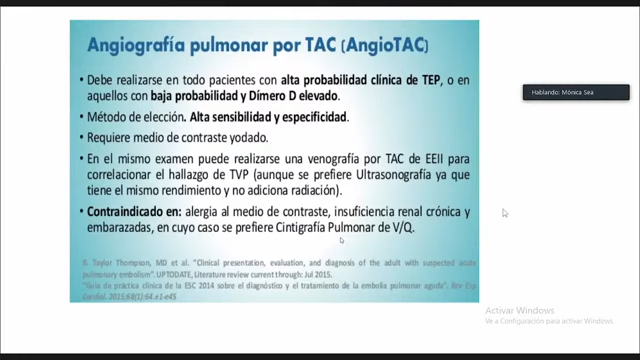 Angiografía pulmonar por TAC (AngioTAC)
• Debe realizarse en todo pacientes con alta probabilidad clínica de TEP, o en
aquellos con baja probabilidad y Dímero D elevado.
• Método de elección. Alta sensibilidad y especificidad.
• Requiere medio de contraste yodado.
• En el mismo examen puede realizarse una venografía por TAC de EEII para
correlacionar el hallazgo de TVP (aunque se prefiere Ultrasonografía ya que
tiene el mismo rendimiento y no adiciona radiación).
• Contraindicado en: alergia al medio de contraste, insuficiencia renal crónica y
embarazadas, en cuyo caso se prefiere Cintigrafía Pulmonar de V/Q.
Taylor Thompson, MD et al. "Clinical presentation, evaluation, and diagnosis of the adult with suspected acute
pulmonary embolism". UPTODATE, Literature review current through: Jul 2015.
"Guía de práctica clínica de la ESC 2014 sobre el diagnóstico y el tratamiento de la embolia pulmonar aguda". Rev Esp
Cardiol. 2015;68(1):64.e1-e45
Hablando: Mónica Sea
Activar Windows
Ve a Configuración para activar Windows.